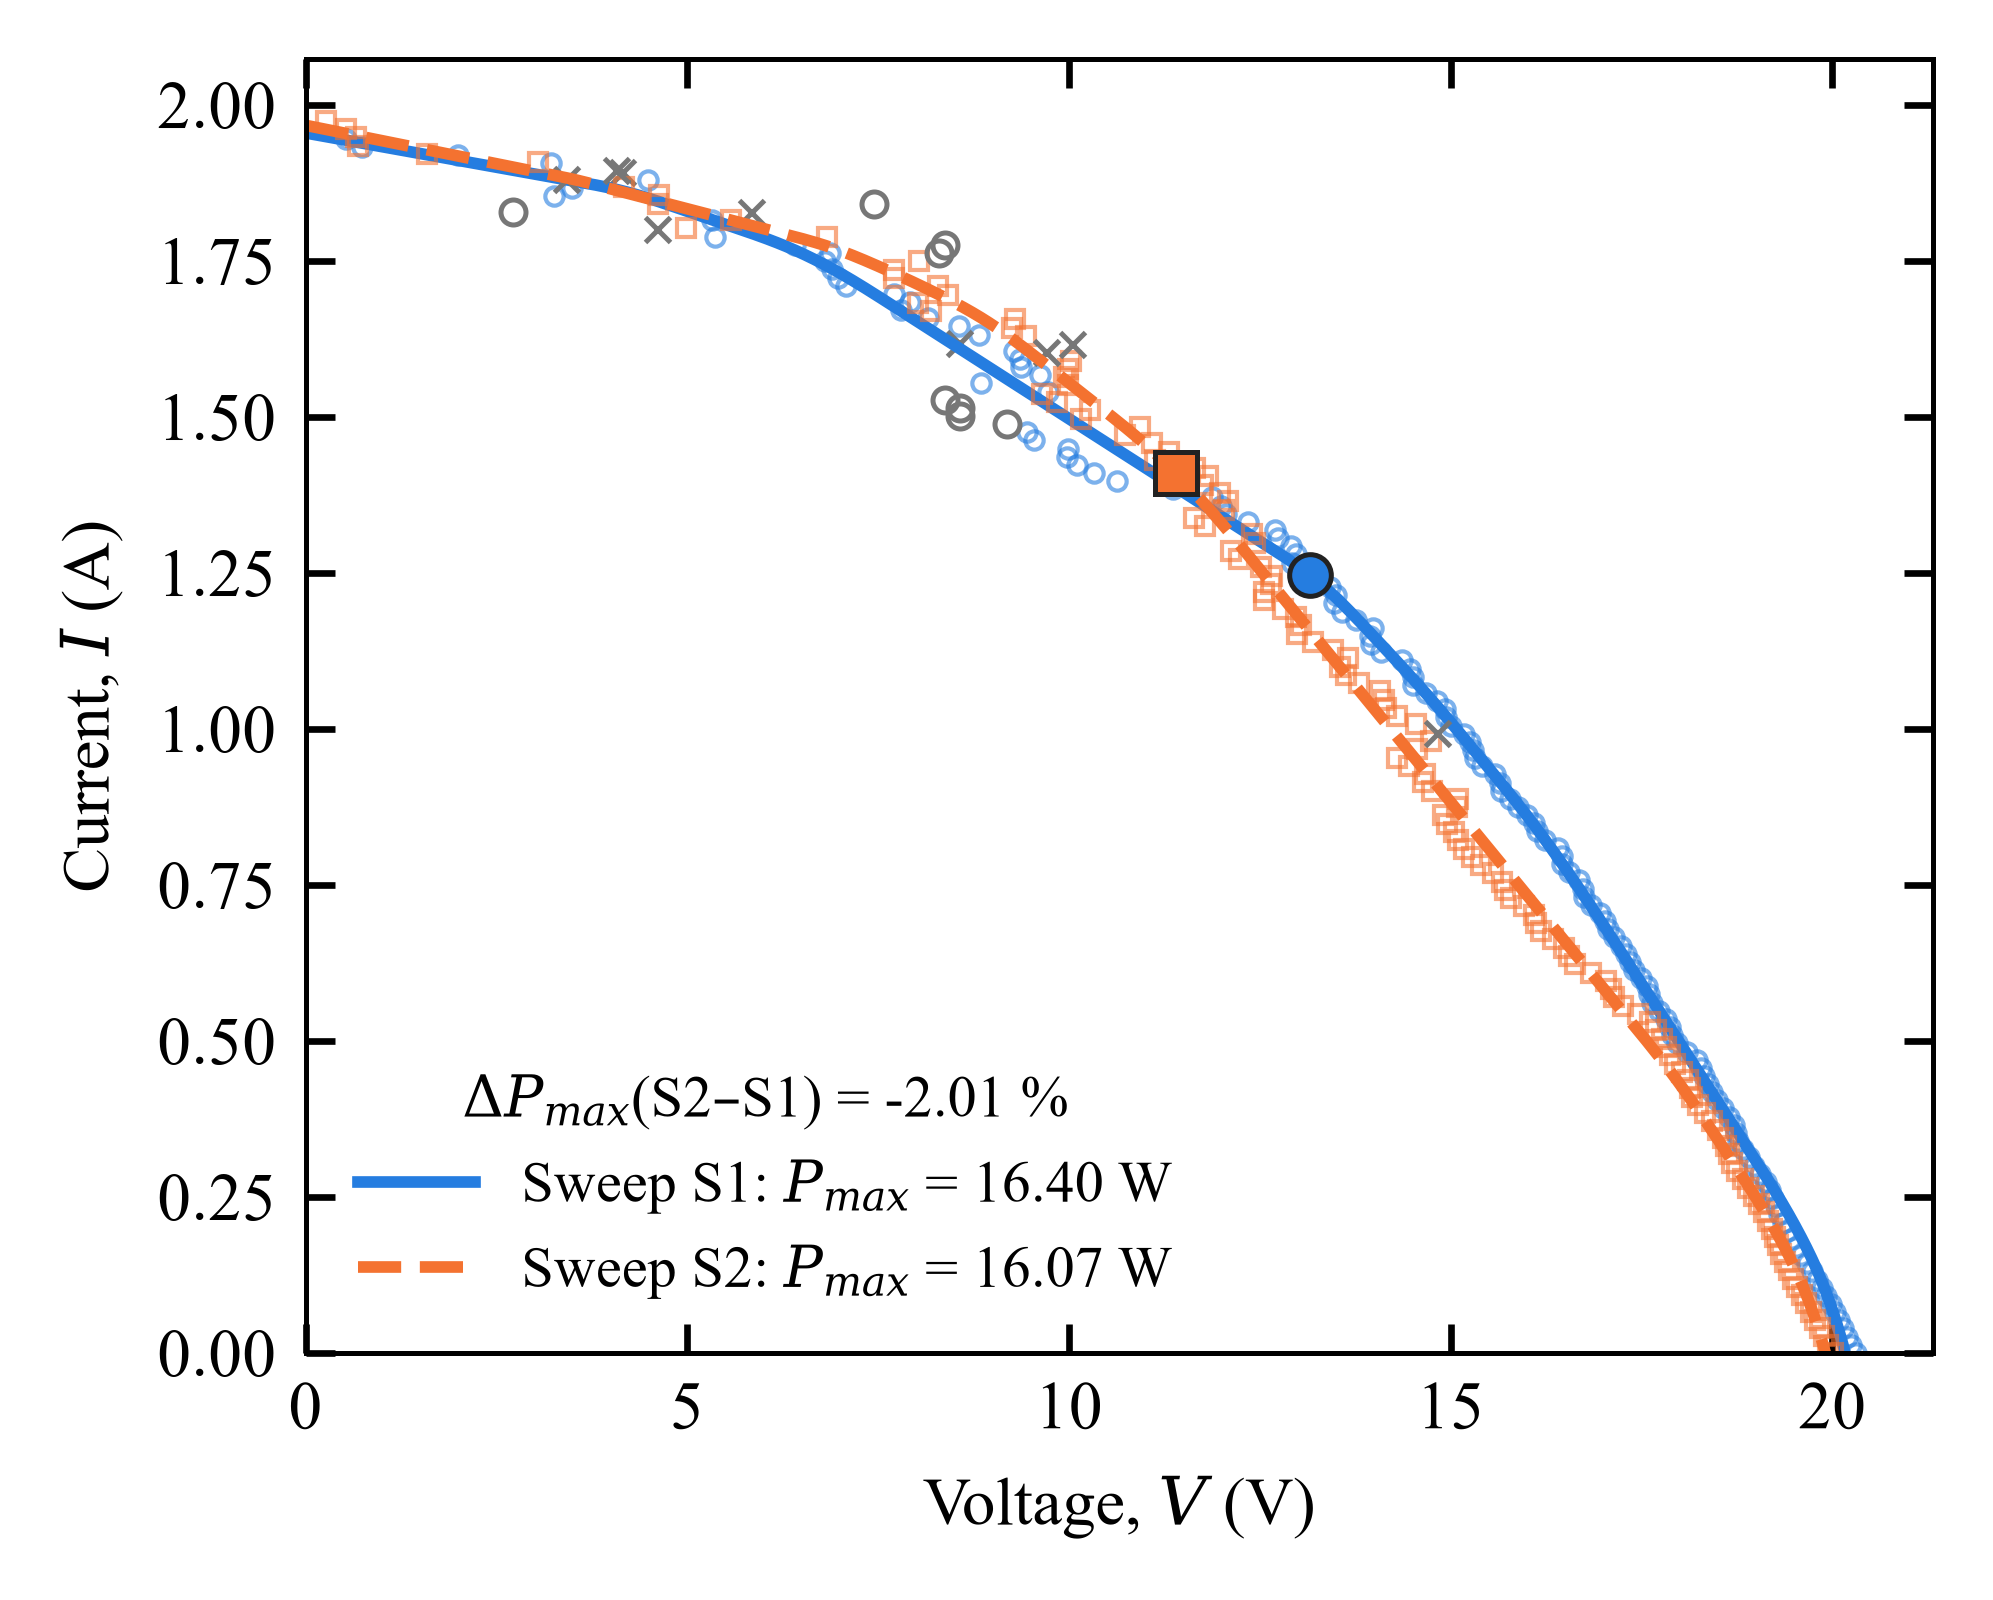 2.00
1.75
1.50
1.25
1.00
0.75
0.50
0.25
0.00
Current, I (A)
ΔPmax(S2–S1) = -2.01 %
Sweep S1: Pmax = 16.40 W
Sweep S2: Pmax = 16.07 W
0 5 10 15 20
Voltage, V (V)